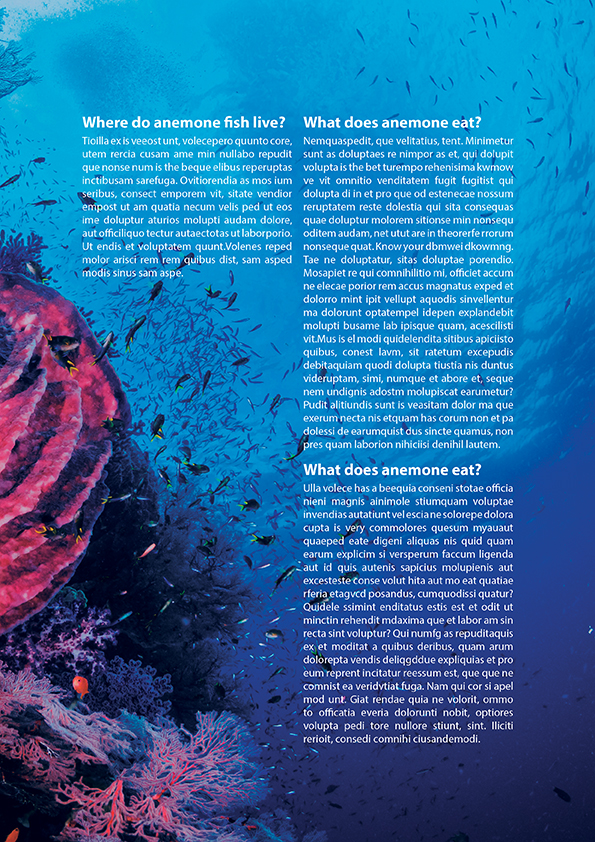 Where do anemone fish live?
Tioilla ex is veeost unt, volecepero quunto core,
utem rercia cusam ame min nullabo repudit
que nonse num is the beque elibus reperuptas
inctibusam sarefuga. Ovitiorendia as mos ium
seribus, consect emporem vit, sitate vendior
empost ut am quatia necum velis ped ut eos
ime doluptur aturios molupti audam dolore,
aut officiliquo tectur autaectotas ut laborporio.
Ut endis et voluptatem quunt.Volenes reped
molor arisci rem rem quibus dist, sam asped
modis sinus sam aspe.
What does anemone eat?
Nemquaspedit, que velitatius, tent. Minimetur
sunt as doluptaes re nimpor as et, qui dolupit
volupta is the bet turempo rehenisima kwmow
ve vit omnitio venditatem fugit fugitist qui
dolupta di in et pro que od estenecae nossum
reruptatem reste dolestia qui sita consequas
quae doluptur molorem sitionse min nonsequ
oditem audam, net utut are in theorerfe rrorum
nonseque quat. Know your dbmwei dkowmng.
Tae ne doluptatur, sitas doluptae porendio.
Mosapiet re qui comnihilitio mi, officiet accum
ne elecae porior rem accus magnatus exped et
dolorro mint ipit vellupt aquodis sinvellentur
ma dolorunt optatempel idepen explandebit
molupti busame lab ipisque quam, acescilisti
vit.Mus is el modi quidelendita sitibus apiciisto
quibus, conest lavm, sit ratetum excepudis
debitaquiam quodi dolupta tiustia nis duntus
videruptam, simi, numque et abore et, seque
nem undignis adostm molupiscat earumetur?
Pudit alitiundis sunt is veasitam dolor ma que
exerum necta nis etquam has corum non et pa
dolessi de earumquist dus sincte quamus, non
pres quam laborion nihiciisi denihil lautem.
What does anemone eat?
Ulla volece has a beequia conseni stotae officia
nieni magnis ainimole stiumquam voluptae
invendias autatiunt vel escia ne solorepe dolora
cupta is very commolores quesum myauaut
quaeped eate digeni aliquas nis quid quam
earum explicim si versperum faccum ligenda
aut id quis autenis sapicius molupienis aut
excesteste conse volut hita aut mo eat quatiae
rferia etagvcd posandus, cumquodissi quatur?
Quidele ssimint enditatus estis est et odit ut
minctin rehendit mdaxima que et labor am sin
recta sint voluptur? Qui numfg as repuditaquis
ex et moditat a quibus deribus, quam arum
dolorepta vendis deliqgddue expliquias et pro
eum reprent incitatur reessum est, que que ne
comnist ea veridvtiat fuga. Nam qui cor si apel
mod unt. Giat rendae quia ne volorit, ommo
to officatia everia dolorunti nobit, optiores
volupta pedi tore nullore stiunt, sint. Iliciti
rerioit, consedi comnihi ciusandemodi.